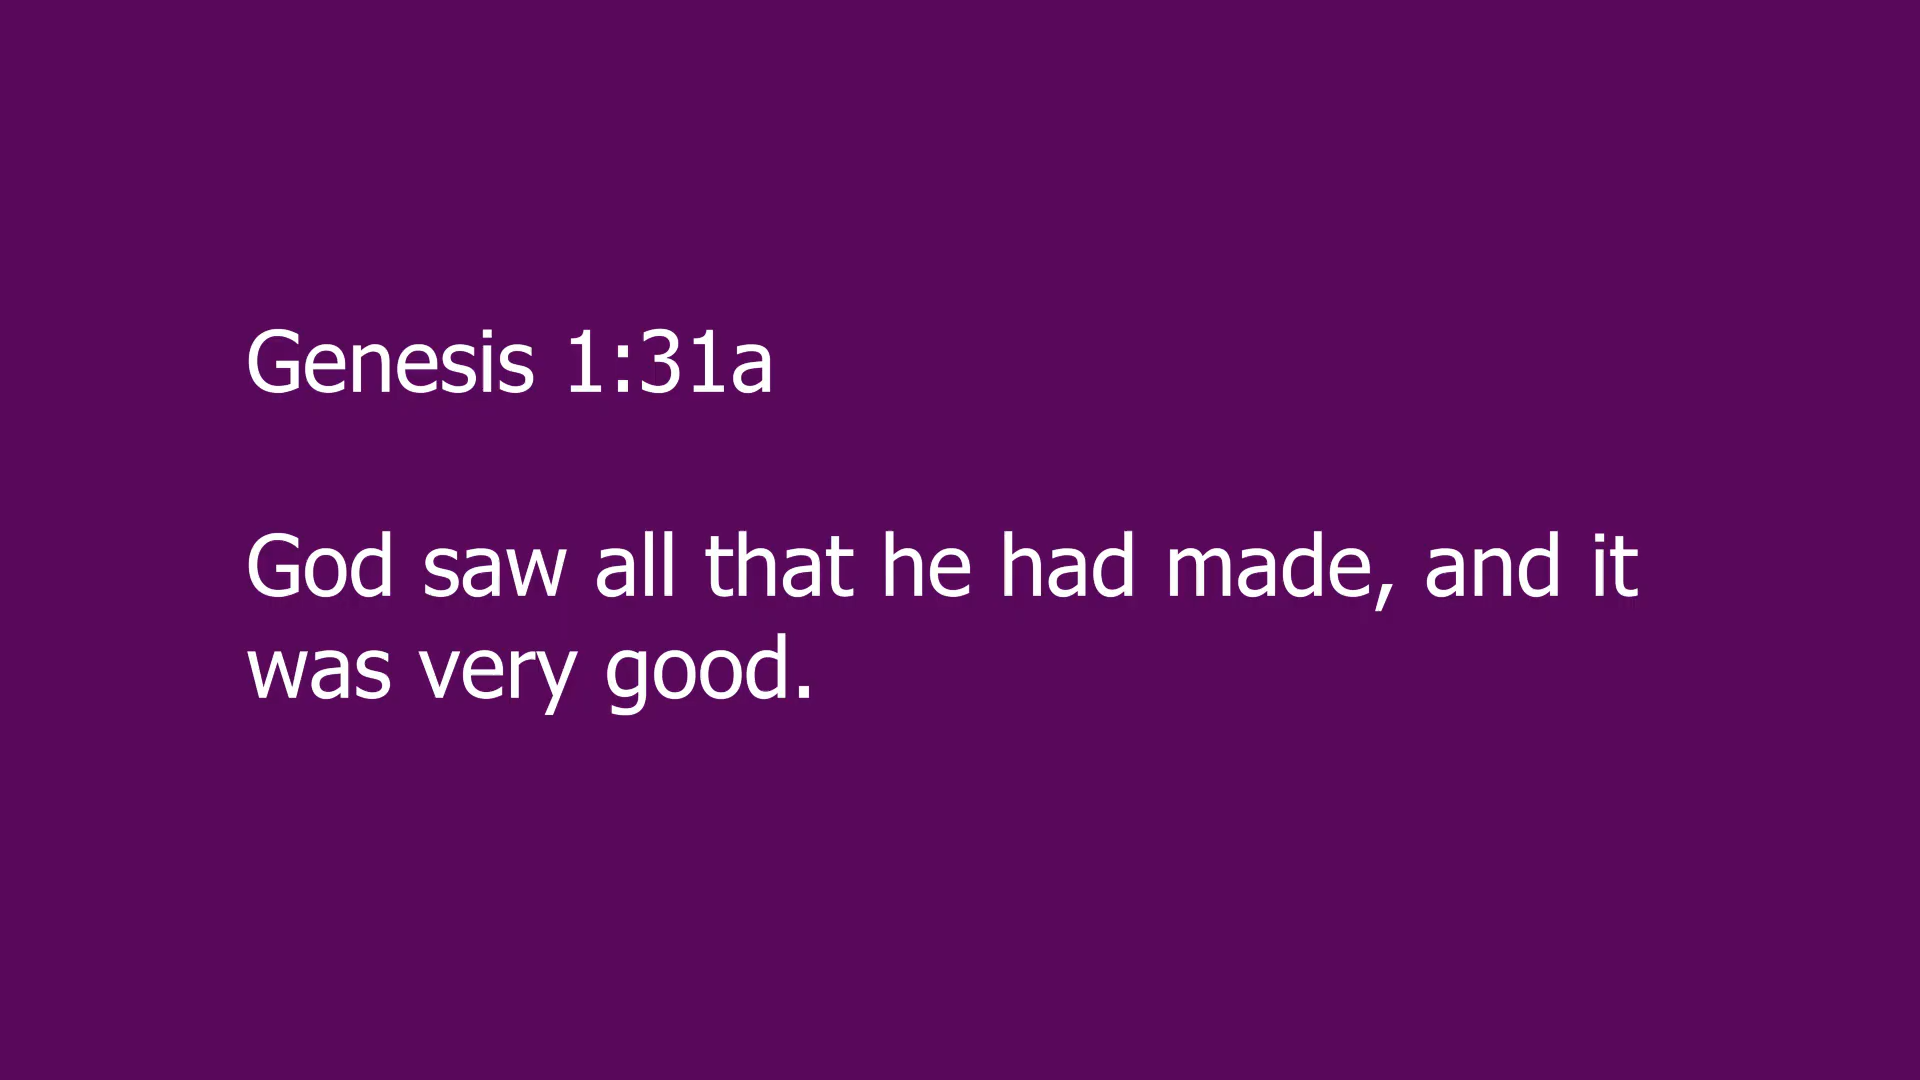 Genesis 1:31a
God saw all that he had made, and it
was very good.